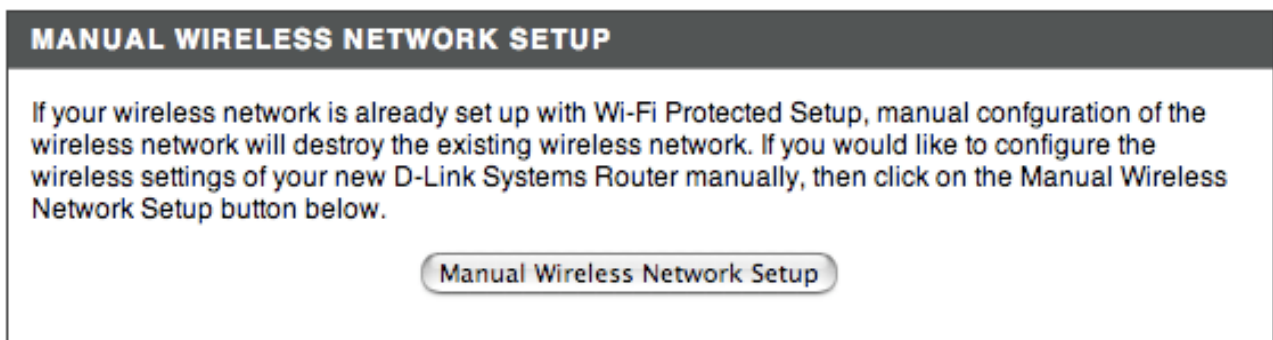 MANUAL WIRELESS NETWORK SETUP
If your wireless network is already set up with Wi-Fi Protected Setup, manual confguration of the
wireless network will destroy the existing wireless network. If you would like to configure the
wireless settings of your new D-Link Systems Router manually, then click on the Manual Wireless
Network Setup button below.
Manual Wireless Network Setup